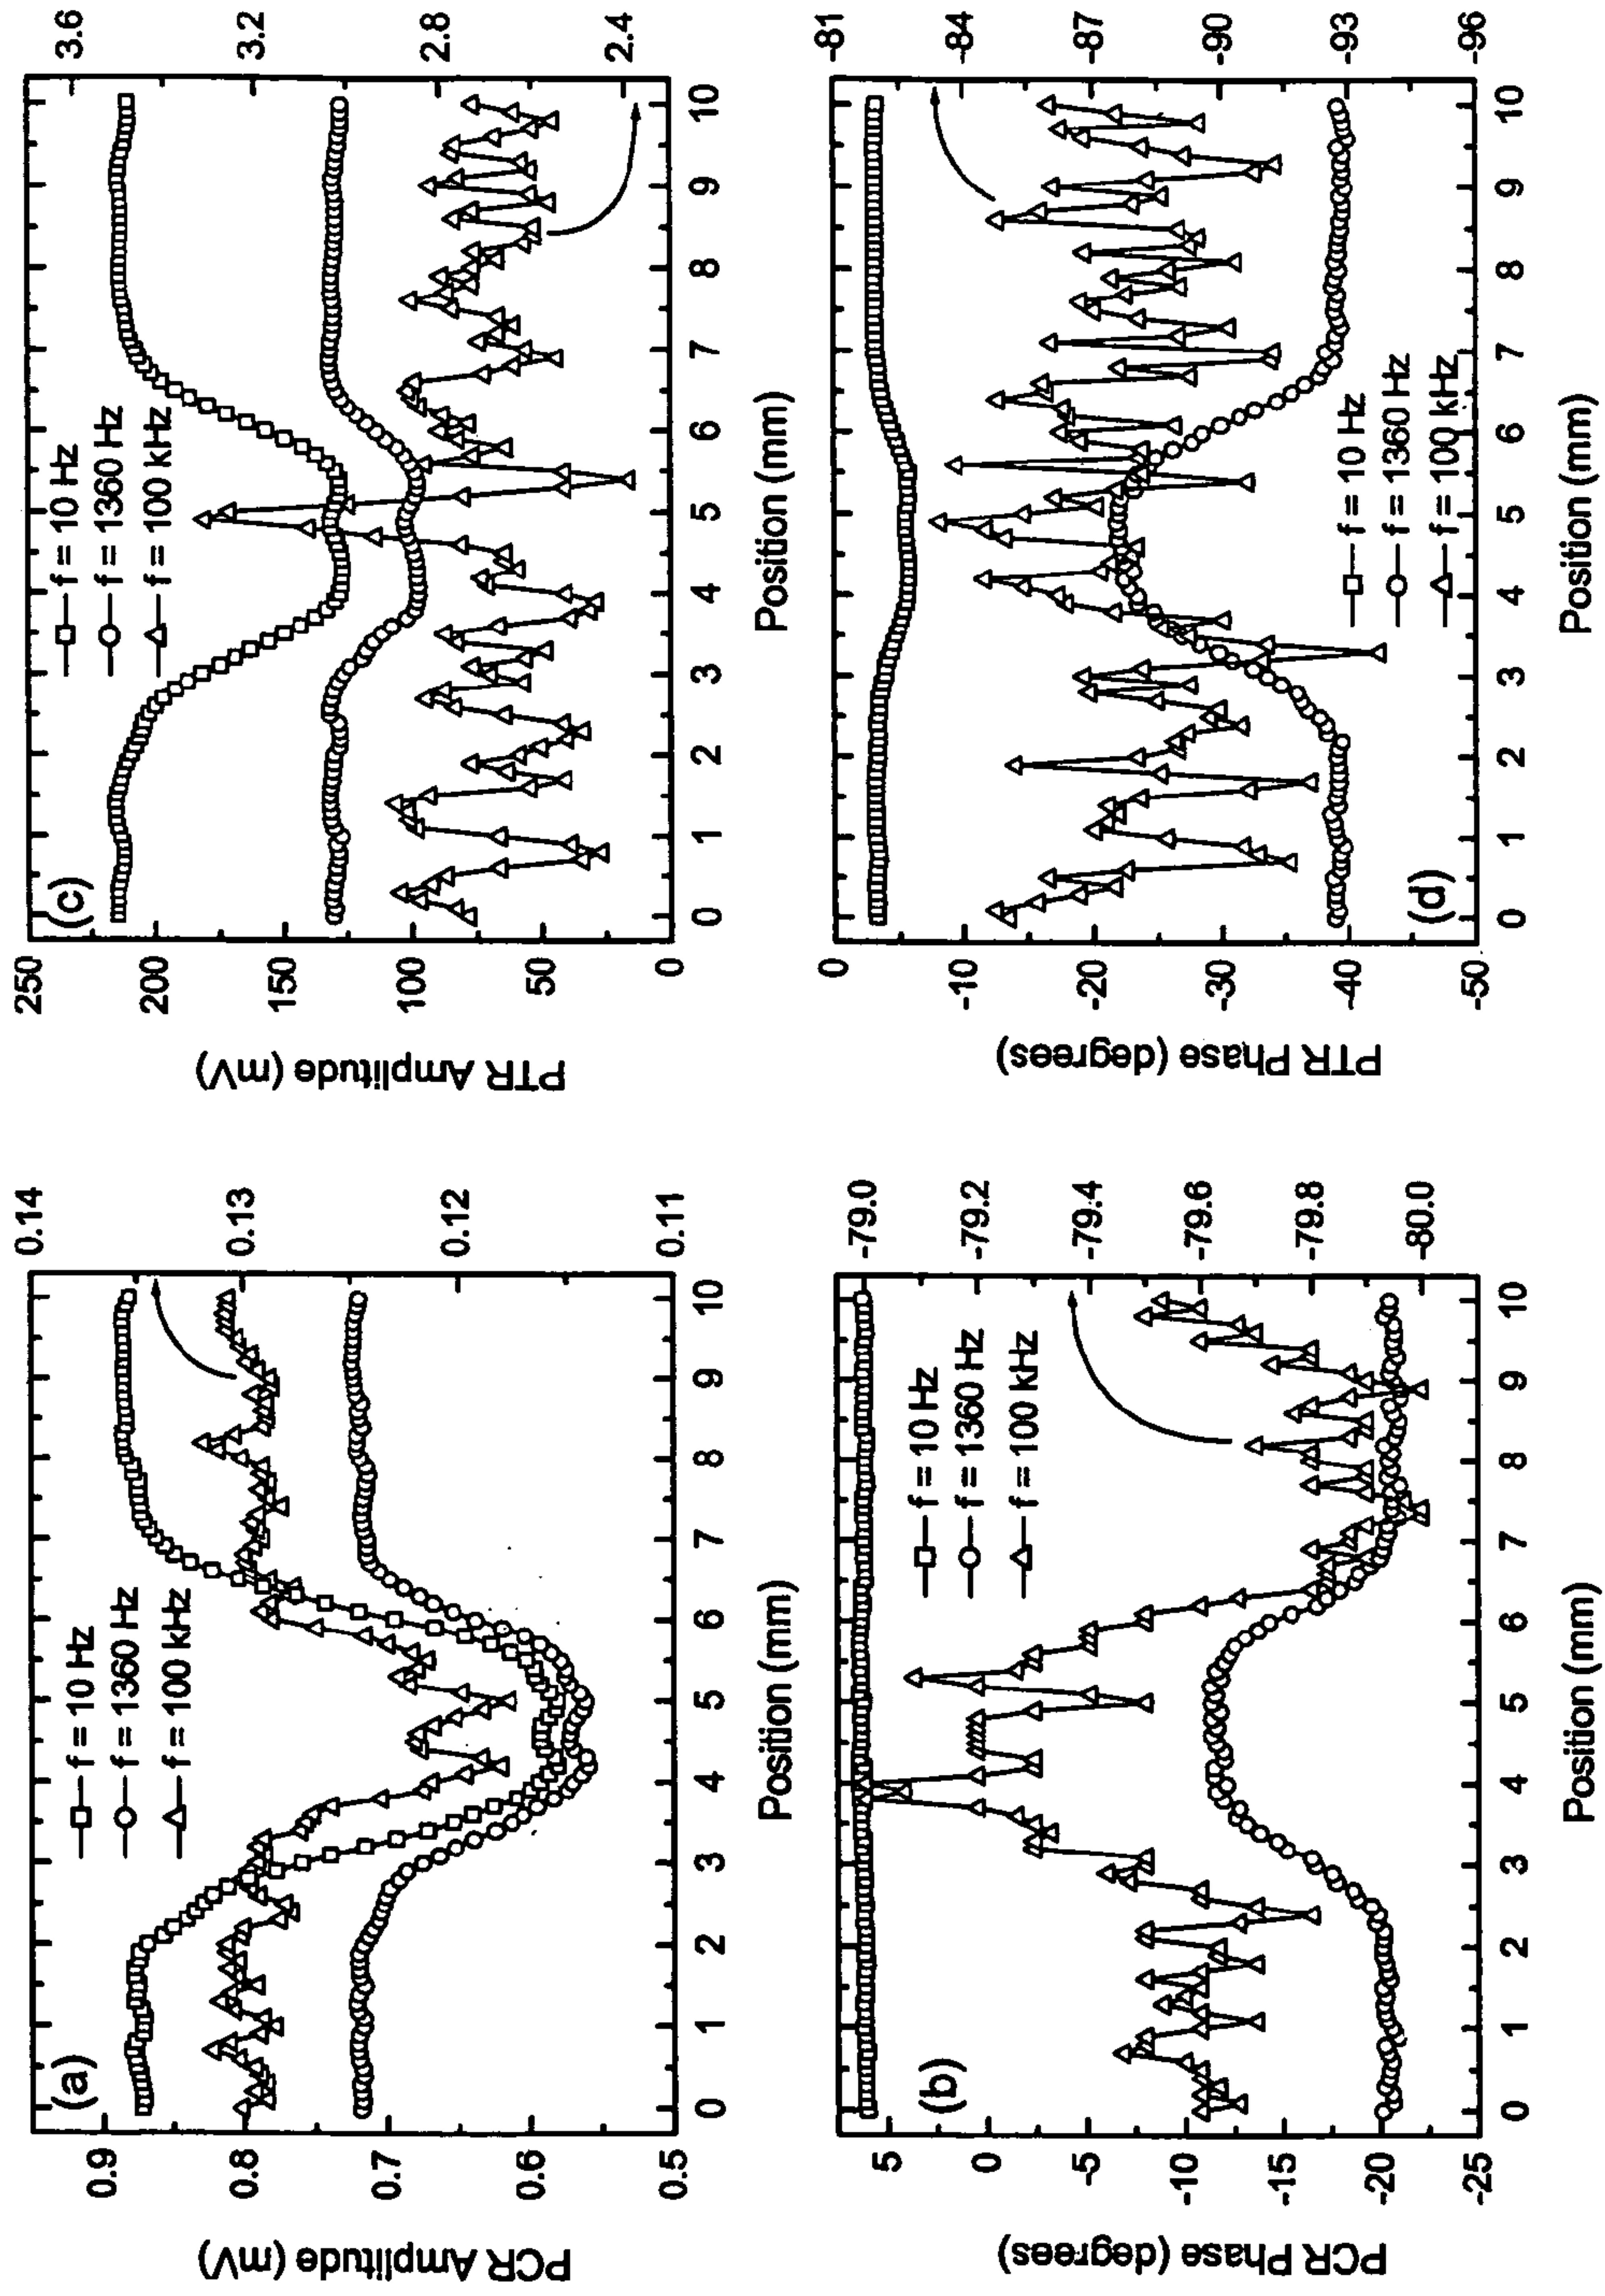 (a)
f = 10 Hz
f = 1360 Hz
f = 100 kHz
PCR Amplitude (mV)
0.9
0.8
0.7
0.6
0.5
0.14
0.13
0.12
0.11
0 1 2 3 4 5 6 7 8 9 10
Position (mm)
(b)
f = 10 Hz
f = 1360 Hz
f = 100 kHz
PCR Phase (degrees)
5
0
-5
-10
-15
-20
-25
-79.0
-79.2
-79.4
-79.6
-79.8
-80.0
0 1 2 3 4 5 6 7 8 9 10
Position (mm)
(c)
f = 10 Hz
f = 1360 Hz
f = 100 kHz
PTR Amplitude (mV)
250
200
150
100
50
0
3.6
3.2
2.8
2.4
0 1 2 3 4 5 6 7 8 9 10
Position (mm)
(d)
f = 10 Hz
f = 1360 Hz
f = 100 kHz
PTR Phase (degrees)
0
-10
-20
-30
-40
-50
-81
-84
-87
-90
-93
-96
0 1 2 3 4 5 6 7 8 9 10
Position (mm)